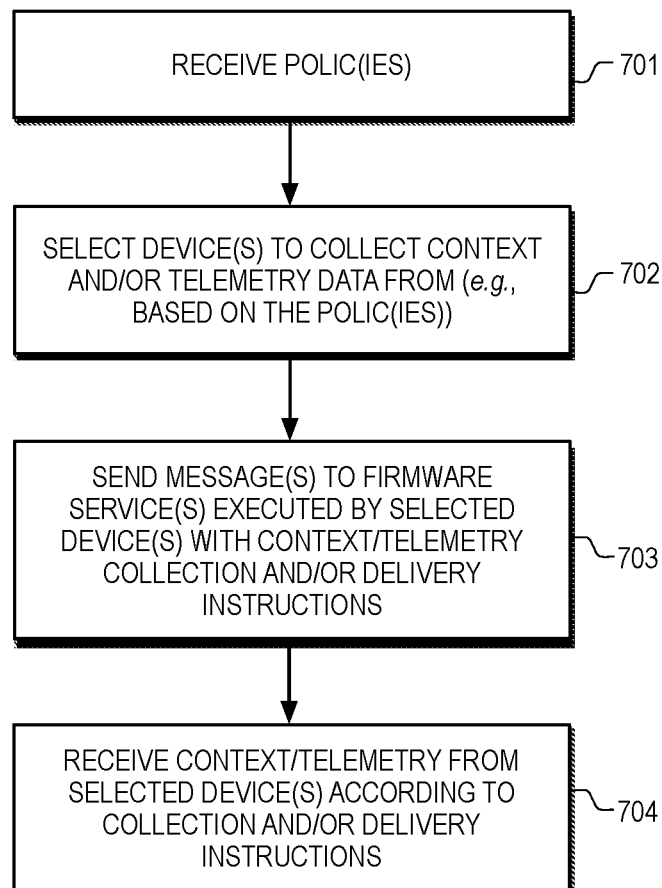 RECEIVE POLIC(IES)
701
SELECT DEVICE(S) TO COLLECT CONTEXT
AND/OR TELEMETRY DATA FROM (e.g.,
BASED ON THE POLIC(IES))
702
SEND MESSAGE(S) TO FIRMWARE
SERVICE(S) EXECUTED BY SELECTED
DEVICE(S) WITH CONTEXT/TELEMETRY
COLLECTION AND/OR DELIVERY
INSTRUCTIONS
703
RECEIVE CONTEXT/TELEMETRY FROM
SELECTED DEVICE(S) ACCORDING TO
COLLECTION AND/OR DELIVERY
INSTRUCTIONS
704